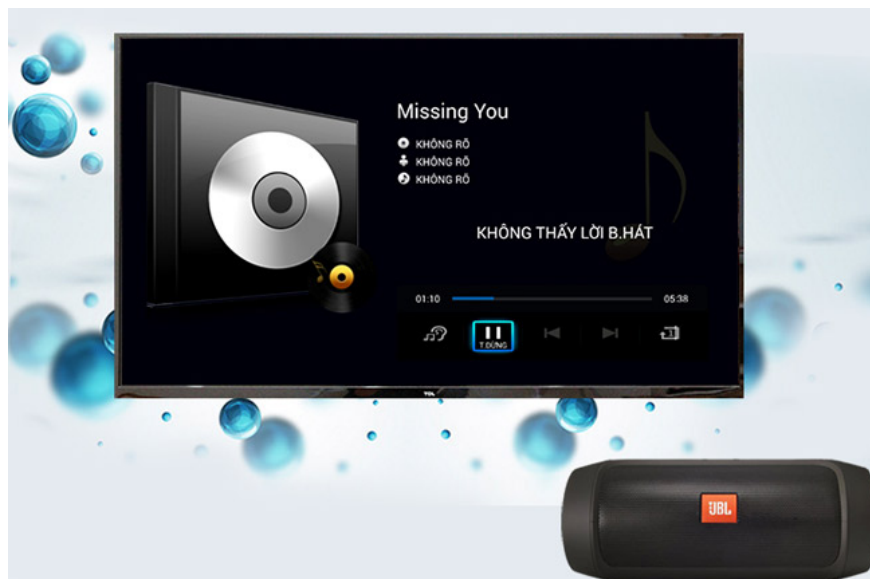 Missing You
KHÔNG RÕ
KHÔNG RÕ
KHÔNG RÕ
KHÔNG THẤY LỜI B.HÁT
01:10
05:38
T.DỪNG
1
TCL
JBL